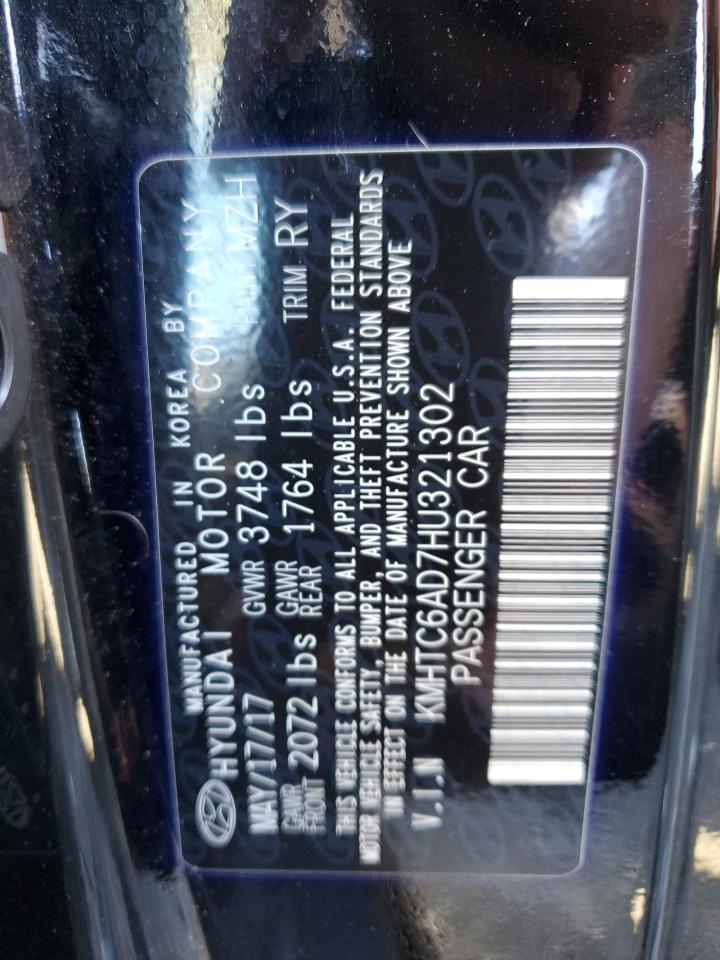 MANUFACTURED IN KOREA BY
HYUNDAI MOTOR COMPANY
MAY/17/17 GVWR 3748 lbs PAINT MZH
GAWR FRONT 2072 lbs GAWR REAR 1764 lbs TRIM RY
THIS VEHICLE CONFORMS TO ALL APPLICABLE U.S.A. FEDERAL
MOTOR VEHICLE SAFETY, BUMPER, AND THEFT PREVENTION STANDARDS
IN EFFECT ON THE DATE OF MANUFACTURE SHOWN ABOVE
V.I.N KMHTC6AD7HU321302
PASSENGER CAR